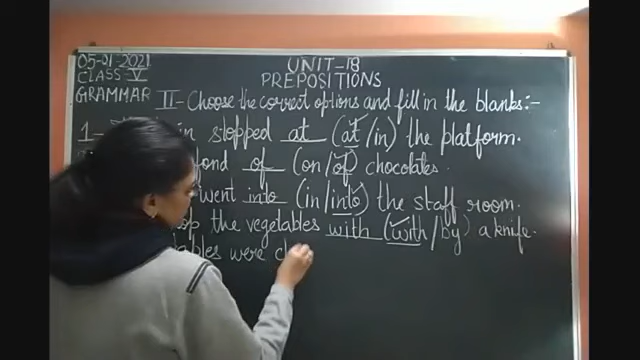 05-01-2021
UNIT-18
CLASS V
PREPOSITIONS
GRAMMAR
II- Choose the correct options and fill in the blanks:-
1- in stopped at (at/in) the platform.
fond of (on/of) chocolates.
went into (in/into) the staff room.
the vegetables with (with/by) a knife.
were